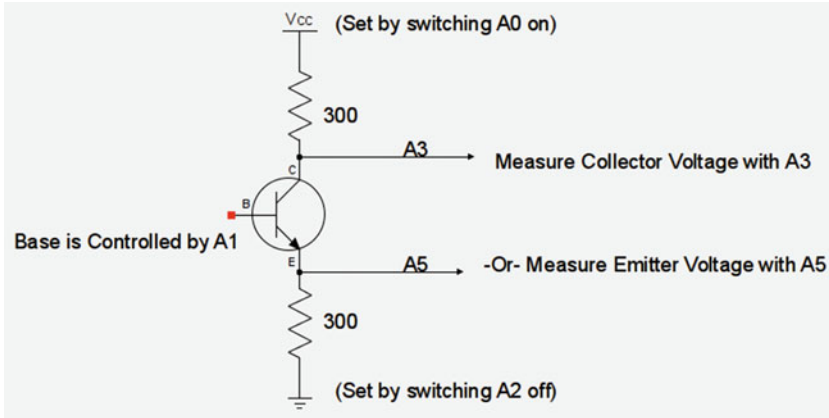 Vcc (Set by switching A0 on)
300
A3
C
Measure Collector Voltage with A3
B
Base is Controlled by A1
E
A5
-Or- Measure Emitter Voltage with A5
300
(Set by switching A2 off)